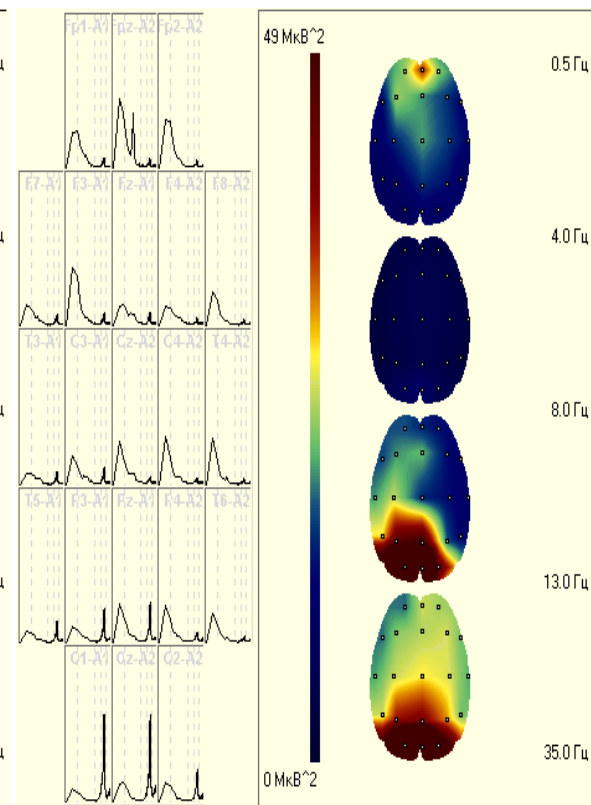 Fp1-A1 Fpz-A2 Fp2-A2
F7-A1 F3-A1 Fz-A2 F4-A2 F8-A2
T3-A1 C3-A1 Cz-A2 C4-A2 T4-A2
T5-A1 P3-A1 Pz-A2 P4-A2 T6-A2
O1-A1 Oz-A2 O2-A2
49 МкВ^2
0 МкВ^2
0.5 Гц
4.0 Гц
8.0 Гц
13.0 Гц
35.0 Гц